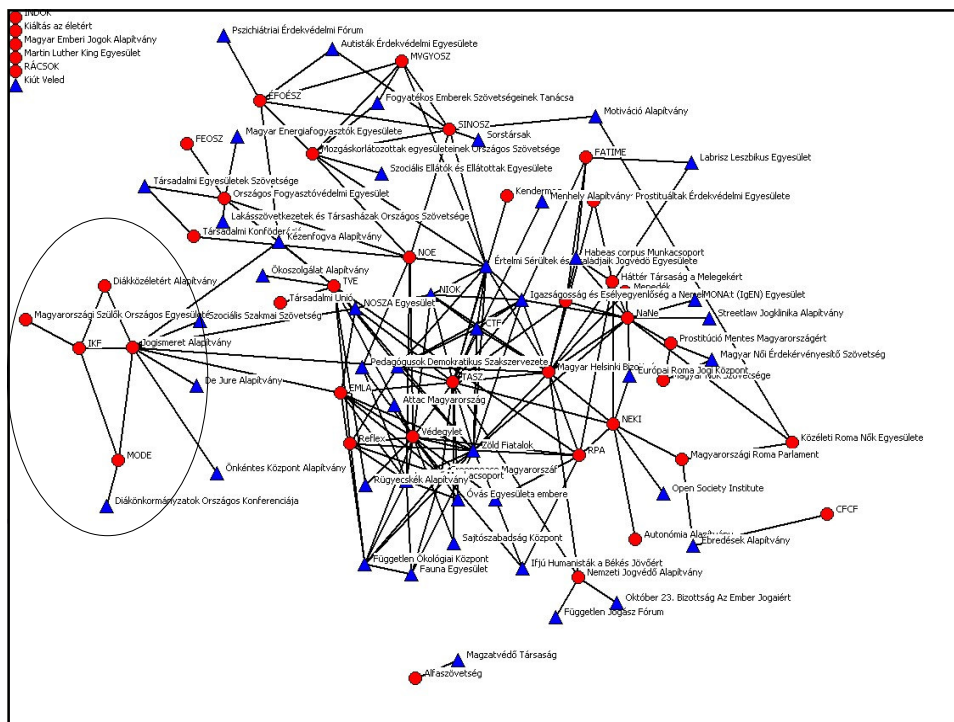 INDOK
Kiáltás az életért
Magyar Emberi Jogok Alapítvány
Martin Luther King Egyesület
RÁCSOK
Kiút Veled
Pszichiátriai Érdekvédelmi Fórum
Autisták Érdekvédelmi Egyesülete
MVGYOSZ
ÉFOÉSZ
Fogyatékos Emberek Szövetségeinek Tanácsa
Motiváció Alapítvány
SINOSZ
Magyar Energiafogyasztók Egyesülete
Sorstársak
FEOSZ
Mozgáskorlátozottak egyesületeinek Országos Szövetsége
FATIME
Labrisz Leszbikus Egyesület
Szociális Ellátók és Ellátottak Egyesülete
Társadalmi Egyesületek Szövetsége
Országos Fogyasztóvédelmi Egyesület
Menhely Alapítvány
Prostituáltak Érdekvédelmi Egyesülete
Lakásszövetkezetek és Társasházak Országos Szövetsége
Társadalmi
Kézenfogva Alapítvány
NOE
Habeas corpus Munkacsoport
Értelmi Sérültek és
Jogvédő Egyesülete
Ökoszolgálat Alapítvány
Háttér Társaság a Melegekért
Diákközéletért Alapítvány
TVE
NIOK
Társadalmi Unió
NOSZA Egyesület
Igazságosság és Esélyegyenlőség a
(IgEN) Egyesület
Magyarországi Szülők Országos Egyesülete
Szociális Szakmai Szövetség
NaNe
Streetlaw Jogklinika Alapítvány
CTF
IKF
Jogismeret Alapítvány
Prostitúció Mentes Magyarországért
Pedagógusok Demokratikus Szakszervezete
Magyar Helsinki
Magyar Női Érdekérvényesítő Szövetség
Európai Roma Jogi Központ
De Jure Alapítvány
EMLA
TASZ
Attac Magyarország
NEKI
Reflex
Védegylet
Zöld Fiatalok
RPA
Közéleti Roma Nők Egyesülete
MODE
Magyarországi Roma Parlament
Önkéntes Központ Alapítvány
Rügyecskék Alapítvány
Open Society Institute
Diákönkormányzatok Országos Konferenciája
CFCF
Sajtószabadság Központ
Autonómia Alapítvány
Ébredések Alapítvány
Független Ökológiai Központ
Fauna Egyesület
Ifjú Humanisták a Békés Jövőért
Nemzeti Jogvédő Alapítvány
Október 23. Bizottság Az Ember Jogaiért
Független Jogász Fórum
Magzatvédő Társaság
Alfaszövetség